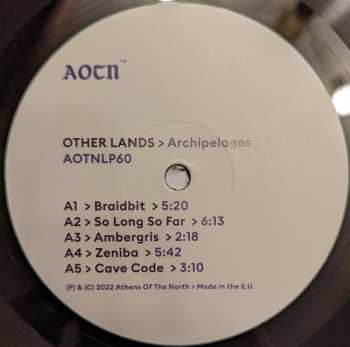 AOTN™
OTHER LANDS > Archipelagos
AOTNLP60
A1 > Braidbit > 5:20
A2 > So Long So Far > 6:13
A3 > Ambergris > 2:18
A4 > Zeniba > 5:42
A5 > Cave Code > 3:10
(P) & (C) 2022 Athens Of The North > Made in the E.U.